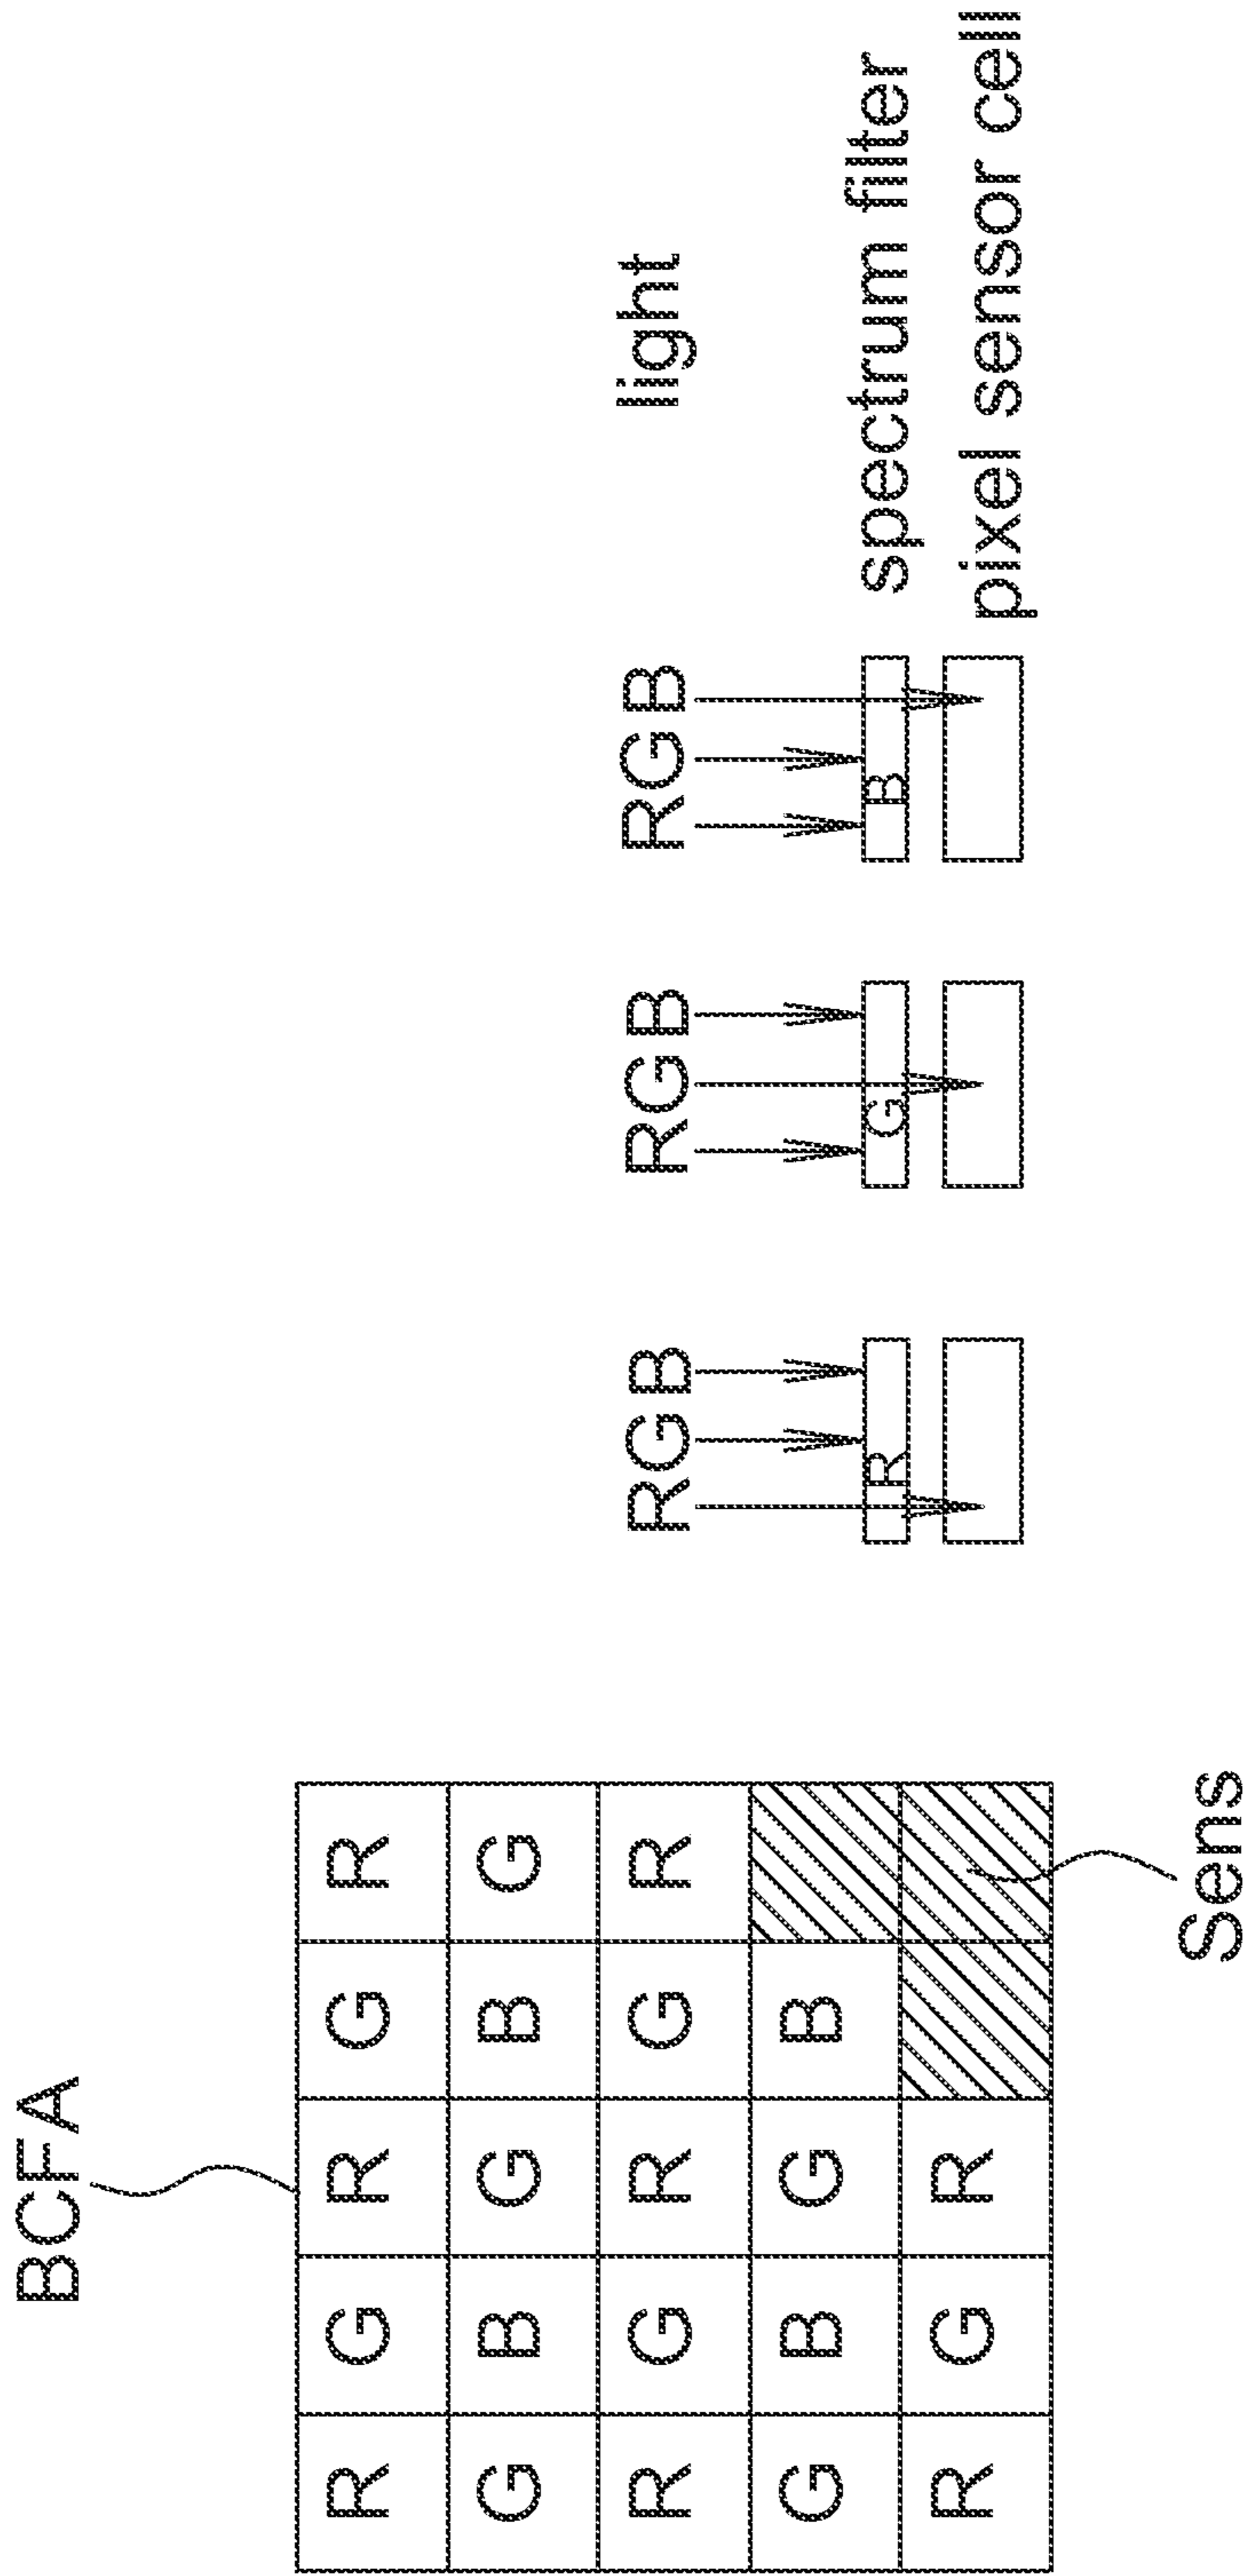 BCFA
R G R G R
G B G B G
R G R G R
G B G B
R G R
Sens
RGB RGB RGB light
R G B spectrum filter
pixel sensor cell